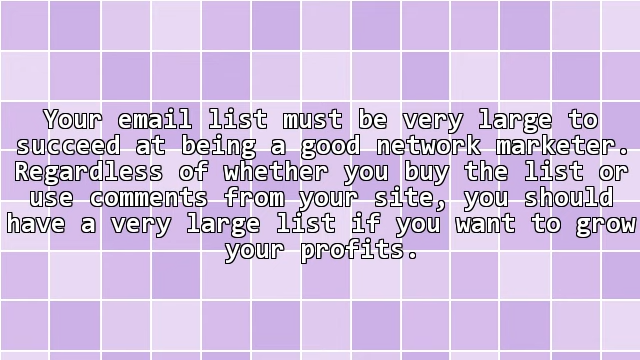 Your email list must be very large to
succeed at being a good network marketer.
Regardless of whether you buy the list or
use comments from your site, you should
have a very large list if you want to grow
your profits.